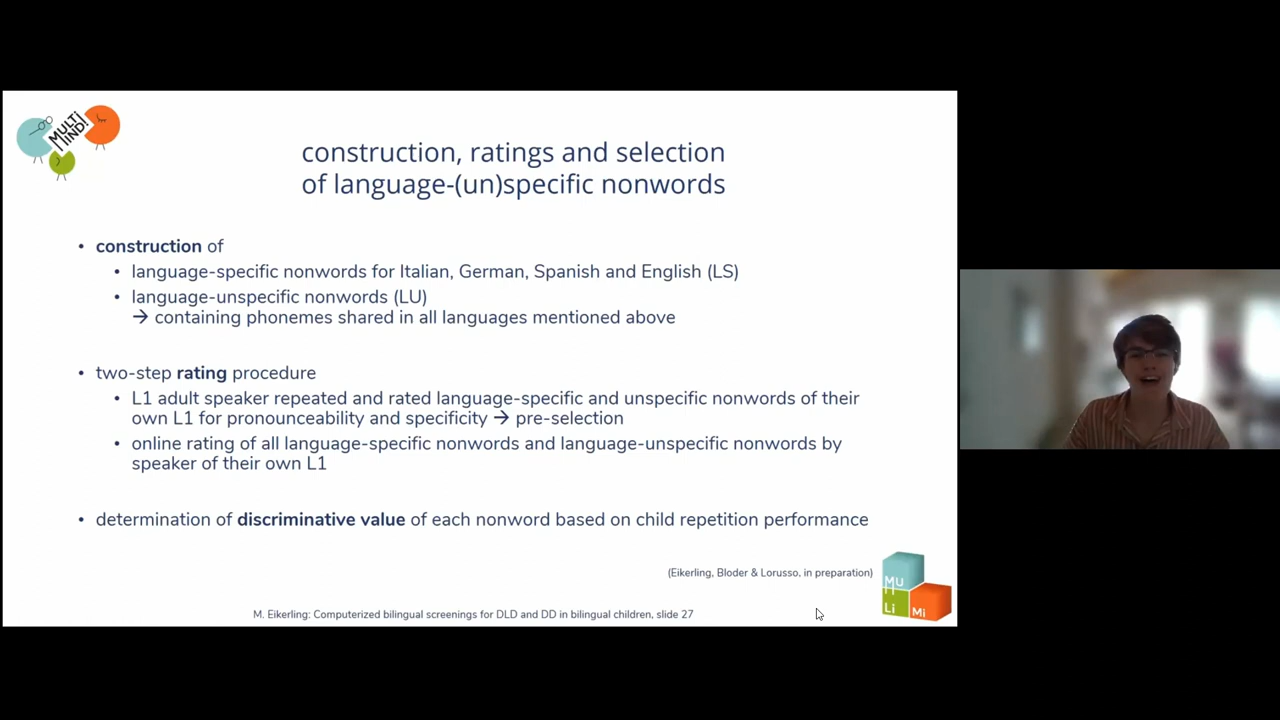 MULTI
MIND!
construction, ratings and selection
of language-(un)specific nonwords
• construction of
• language-specific nonwords for Italian, German, Spanish and English (LS)
• language-unspecific nonwords (LU)
→ containing phonemes shared in all languages mentioned above
• two-step rating procedure
• L1 adult speaker repeated and rated language-specific and unspecific nonwords of their
own L1 for pronounceability and specificity → pre-selection
• online rating of all language-specific nonwords and language-unspecific nonwords by
speaker of their own L1
• determination of discriminative value of each nonword based on child repetition performance
(Eikerling, Bloder & Lorusso, in preparation)
MU
Li Mi
M. Eikerling: Computerized bilingual screenings for DLD and DD in bilingual children, slide 27